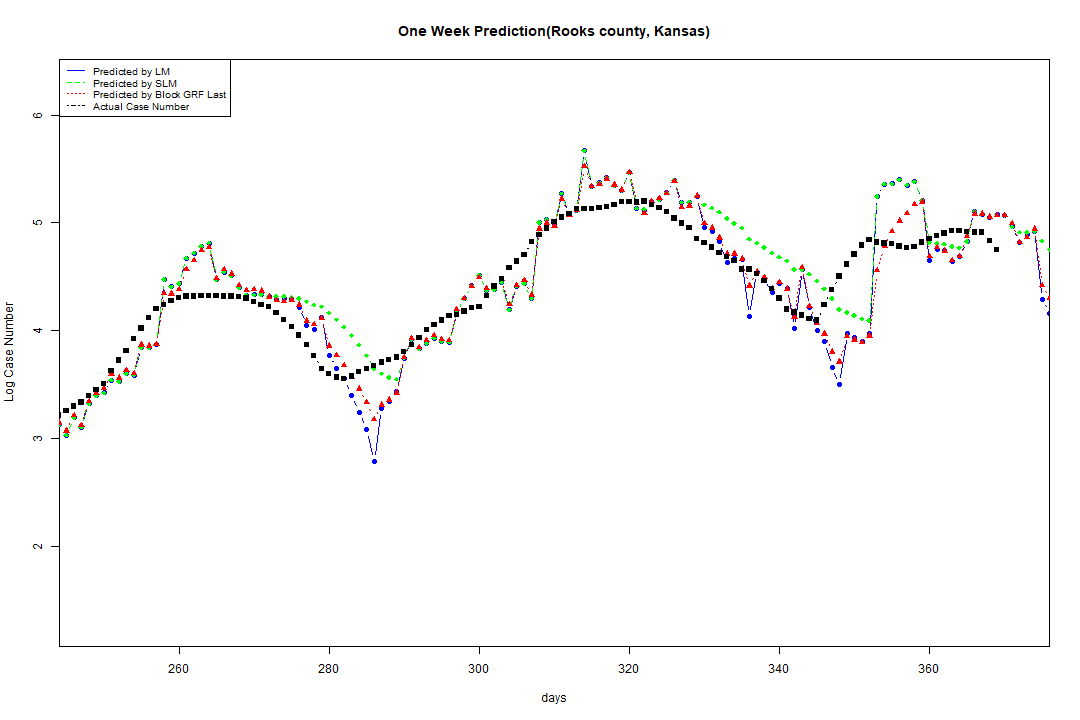 One Week Prediction(Rooks county, Kansas)
Predicted by LM
Predicted by SLM
Predicted by Block GRF Last
Actual Case Number
6
5
4
3
2
Log Case Number
260 280 300 320 340 360
days